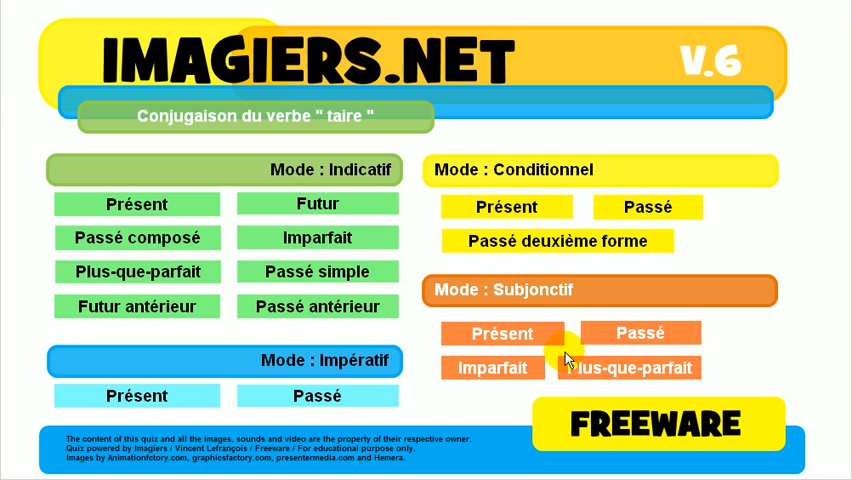 IMAGIERS.NET
V.6
Conjugaison du verbe " taire "
Mode : Indicatif
Présent
Futur
Passé composé
Imparfait
Plus-que-parfait
Passé simple
Futur antérieur
Passé antérieur
Mode : Impératif
Présent
Passé
Mode : Conditionnel
Présent
Passé
Passé deuxième forme
Mode : Subjonctif
Présent
Passé
Imparfait
Plus-que-parfait
FREEWARE
The content of this quiz and all the images, sounds and video are the property of their respective owner.
Quiz powered by Imagiers / Vincent Lefrançois / Freeware / For educational purpose only.
Images by Animationfctory.com, graphicsfactory.com, presentermedia.com and Hemera.